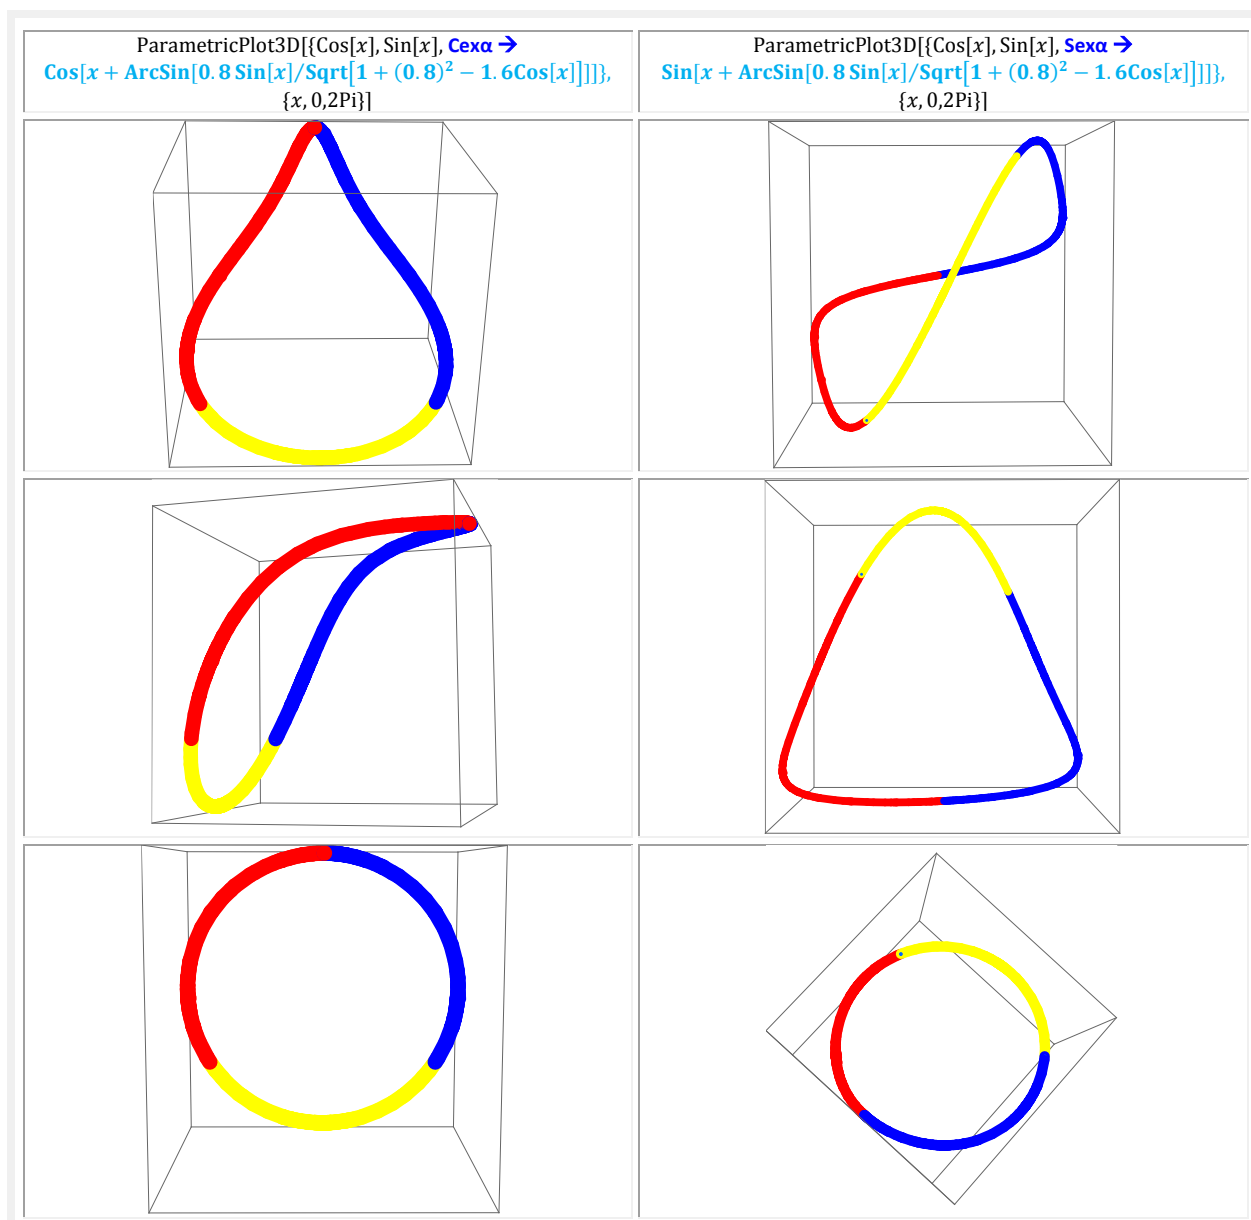 ParametricPlot3D[{Cos[x], Sin[x], Cexα →
Cos[x + ArcSin[0.8 Sin[x]/Sqrt[1 + (0.8)² − 1.6Cos[x]]]]},
{x, 0,2Pi}]
ParametricPlot3D[{Cos[x], Sin[x], Sexα →
Sin[x + ArcSin[0.8 Sin[x]/Sqrt[1 + (0.8)² − 1.6Cos[x]]]]},
{x, 0,2Pi}]